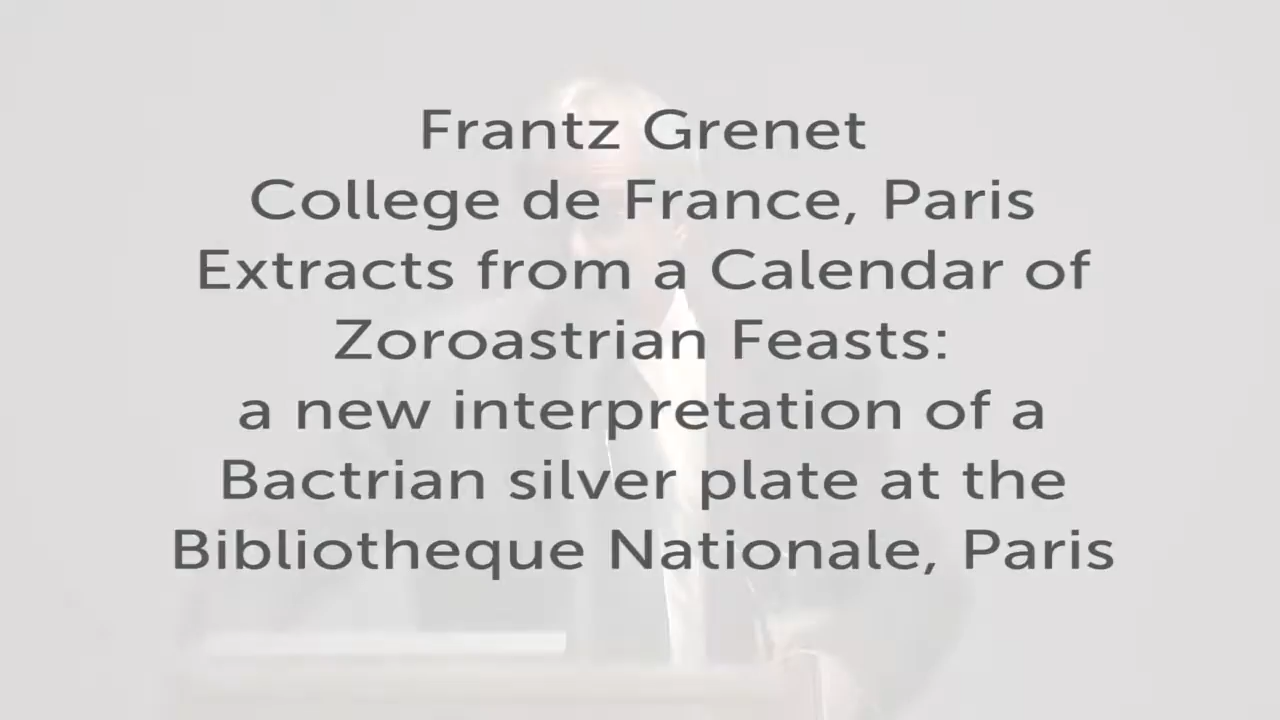 Frantz Grenet
College de France, Paris
Extracts from a Calendar of
Zoroastrian Feasts:
a new interpretation of a
Bactrian silver plate at the
Bibliotheque Nationale, Paris